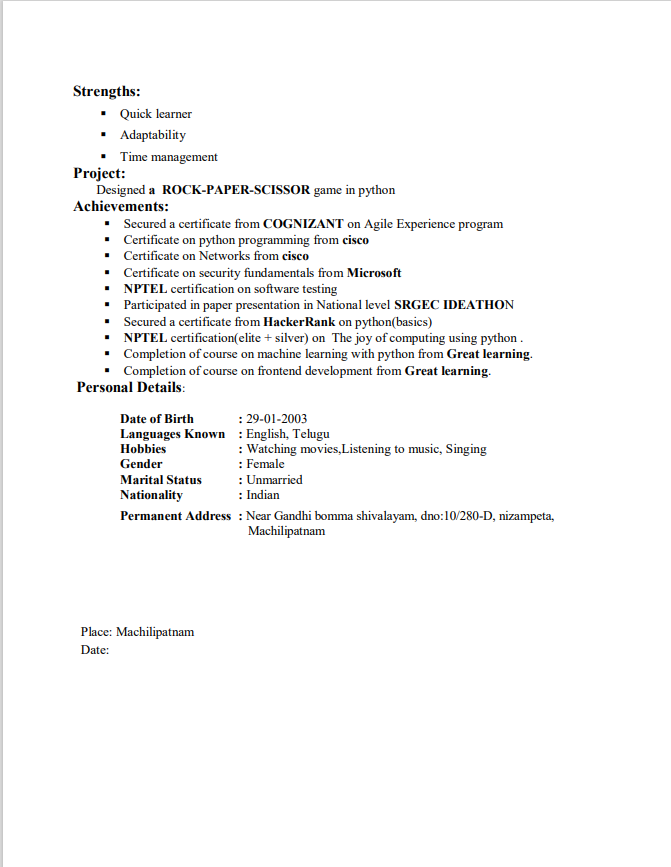 Strengths:
▪ Quick learner
▪ Adaptability
▪ Time management
Project:
Designed a ROCK-PAPER-SCISSOR game in python
Achievements:
▪ Secured a certificate from COGNIZANT on Agile Experience program
▪ Certificate on python programming from cisco
▪ Certificate on Networks from cisco
▪ Certificate on security fundamentals from Microsoft
▪ NPTEL certification on software testing
▪ Participated in paper presentation in National level SRGEC IDEATHON
▪ Secured a certificate from HackerRank on python(basics)
▪ NPTEL certification(elite + silver) on The joy of computing using python .
▪ Completion of course on machine learning with python from Great learning.
▪ Completion of course on frontend development from Great learning.
Personal Details:
Date of Birth : 29-01-2003
Languages Known : English, Telugu
Hobbies : Watching movies,Listening to music, Singing
Gender : Female
Marital Status : Unmarried
Nationality : Indian
Permanent Address : Near Gandhi bomma shivalayam, dno:10/280-D, nizampeta,
Machilipatnam
Place: Machilipatnam
Date: